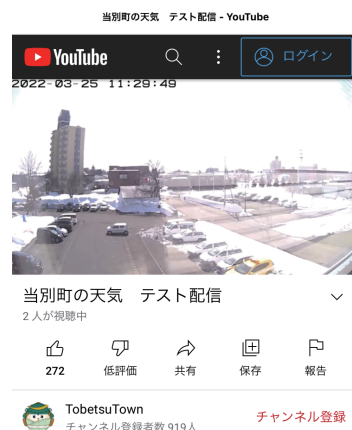 当別町の天気　テスト配信 - YouTube
YouTube
ログイン
2022-03-25 11:29:49
当別町の天気　テスト配信
2 人が視聴中
272
低評価
共有
保存
報告
TobetsuTown
チャンネル登録
チャンネル登録者数 919人